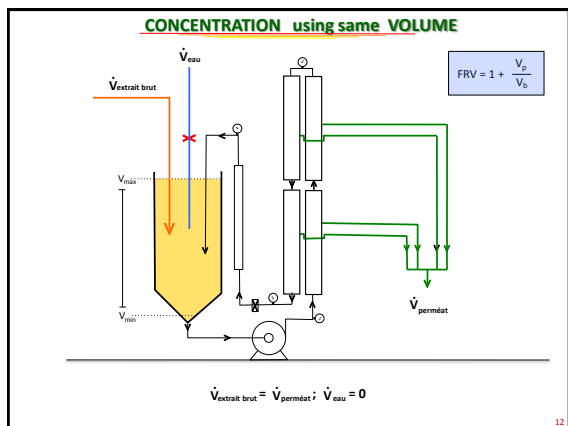 CONCENTRATION using same VOLUME
V̇eau
V̇extrait brut
FRV = 1 + Vp / Vb
Vmax
Vmin
V̇perméat
V̇extrait brut = V̇perméat ; V̇eau = 0
12